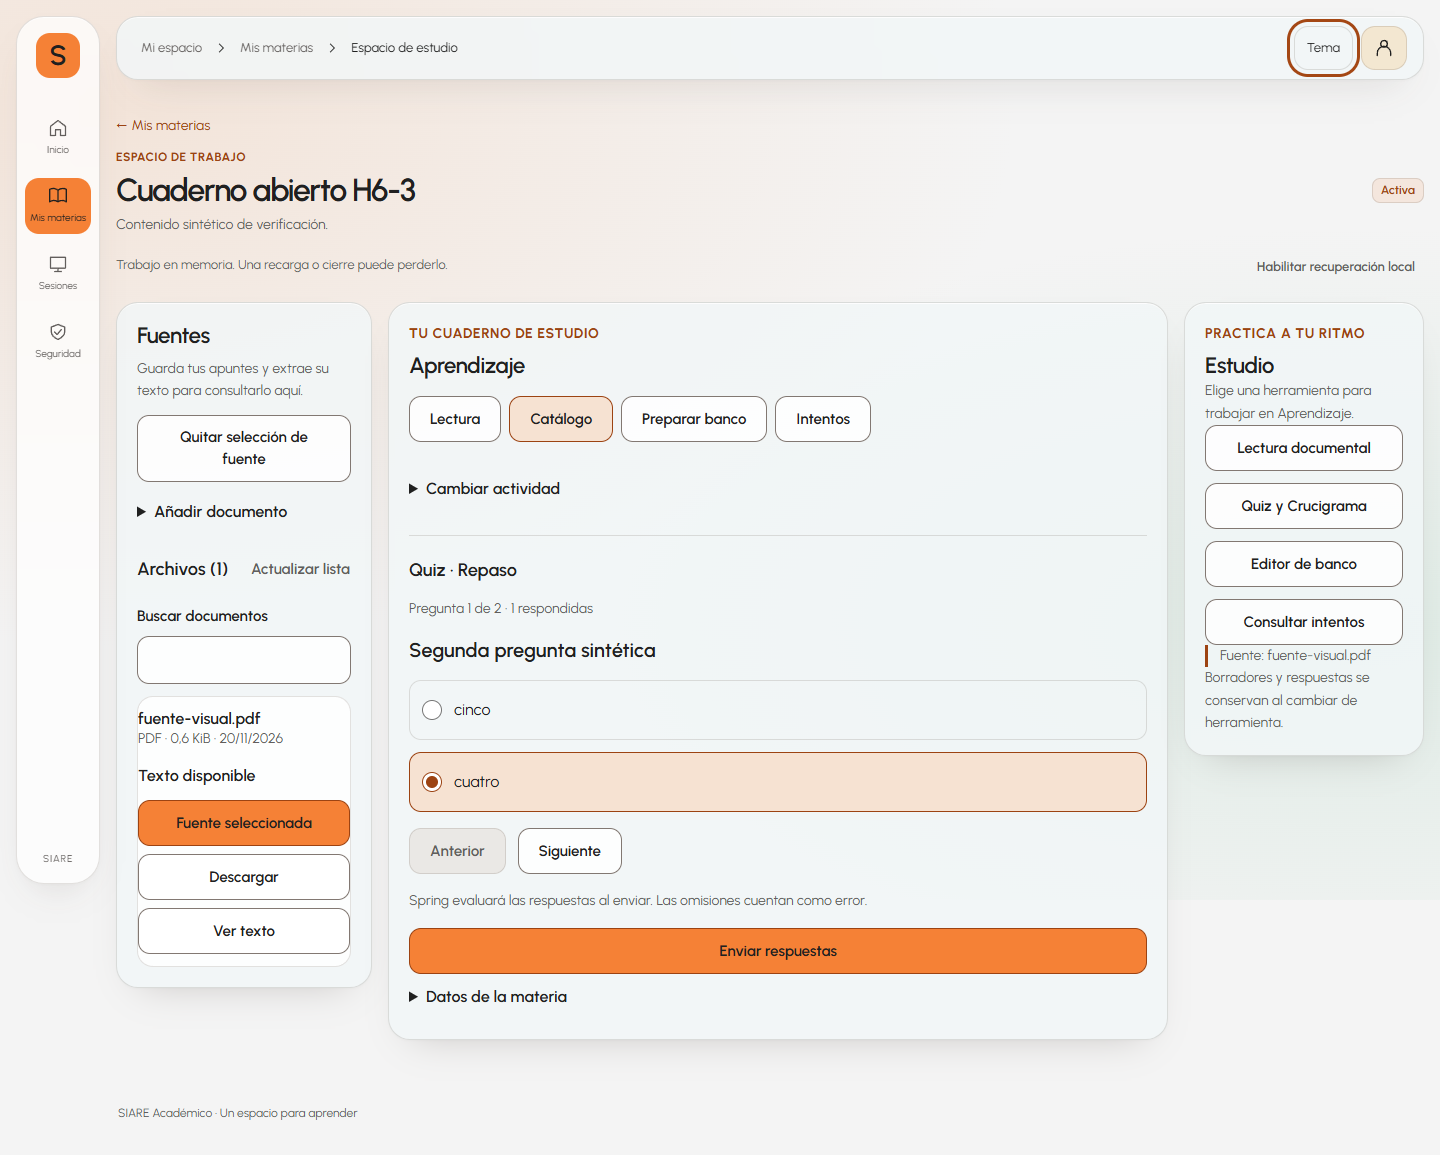 S
Inicio
Mis materias
Sesiones
Seguridad
SIARE
Mi espacio > Mis materias > Espacio de estudio
Tema
← Mis materias
ESPACIO DE TRABAJO
Cuaderno abierto H6-3
Activa
Contenido sintético de verificación.
Trabajo en memoria. Una recarga o cierre puede perderlo.
Habilitar recuperación local
Fuentes
Guarda tus apuntes y extrae su
texto para consultarlo aquí.
Quitar selección de
fuente
Añadir documento
Archivos (1)
Actualizar lista
Buscar documentos
fuente-visual.pdf
PDF · 0,6 KiB · 20/11/2026
Texto disponible
Fuente seleccionada
Descargar
Ver texto
TU CUADERNO DE ESTUDIO
Aprendizaje
Lectura
Catálogo
Preparar banco
Intentos
Cambiar actividad
Quiz · Repaso
Pregunta 1 de 2 · 1 respondidas
Segunda pregunta sintética
cinco
cuatro
Anterior
Siguiente
Spring evaluará las respuestas al enviar. Las omisiones cuentan como error.
Enviar respuestas
Datos de la materia
PRACTICA A TU RITMO
Estudio
Elige una herramienta para
trabajar en Aprendizaje.
Lectura documental
Quiz y Crucigrama
Editor de banco
Consultar intentos
Fuente: fuente-visual.pdf
Borradores y respuestas se
conservan al cambiar de
herramienta.
SIARE Académico · Un espacio para aprender